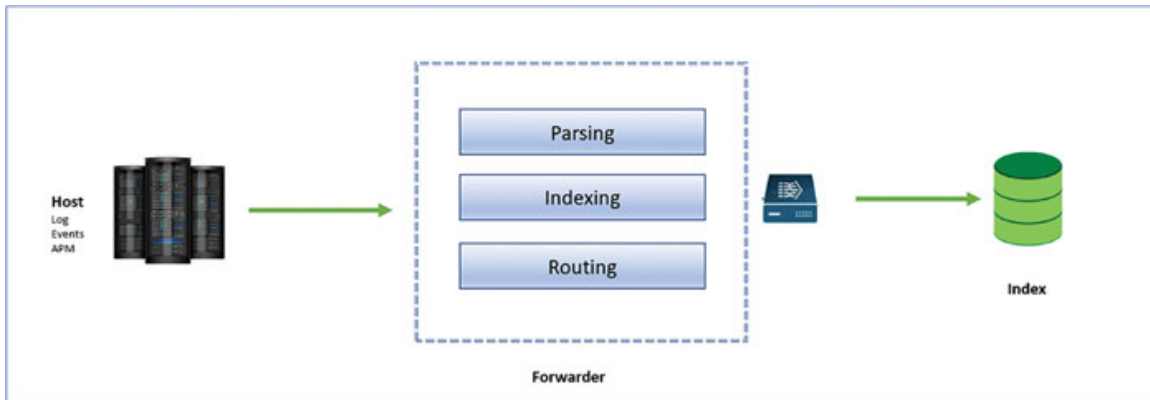 Host
Log
Events
APM
Parsing
Indexing
Routing
Forwarder
Index